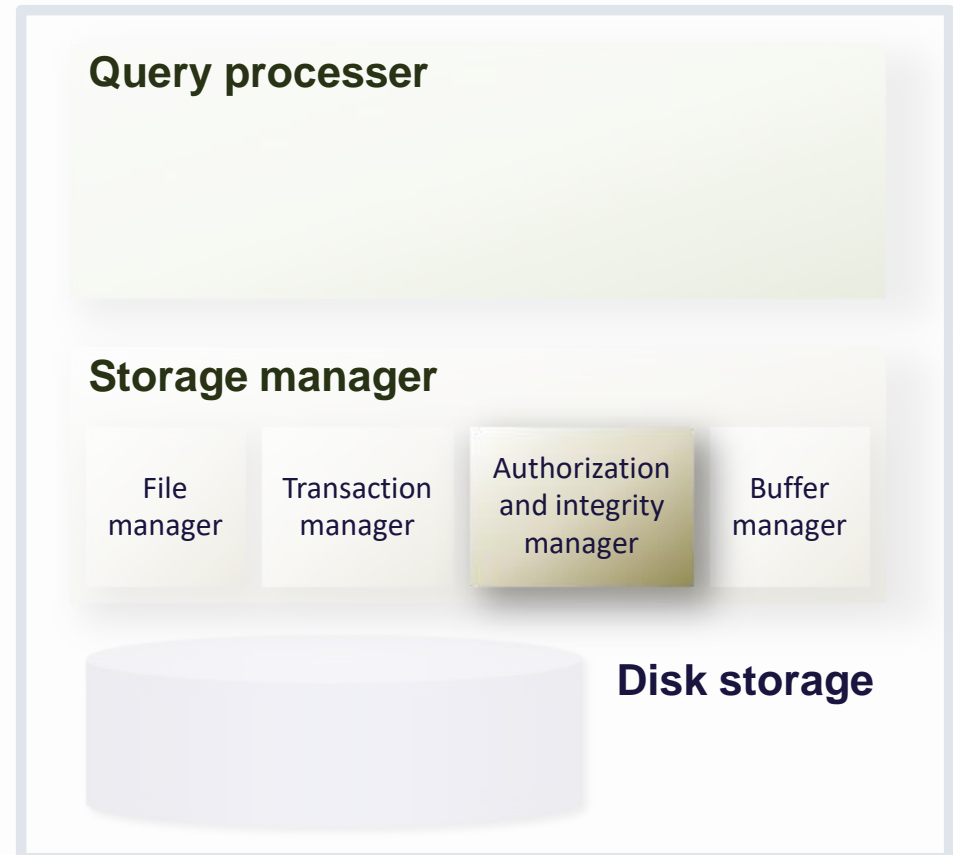 Query processer
Storage manager
File
manager
Transaction
manager
Authorization
and integrity
manager
Buffer
manager
Disk storage